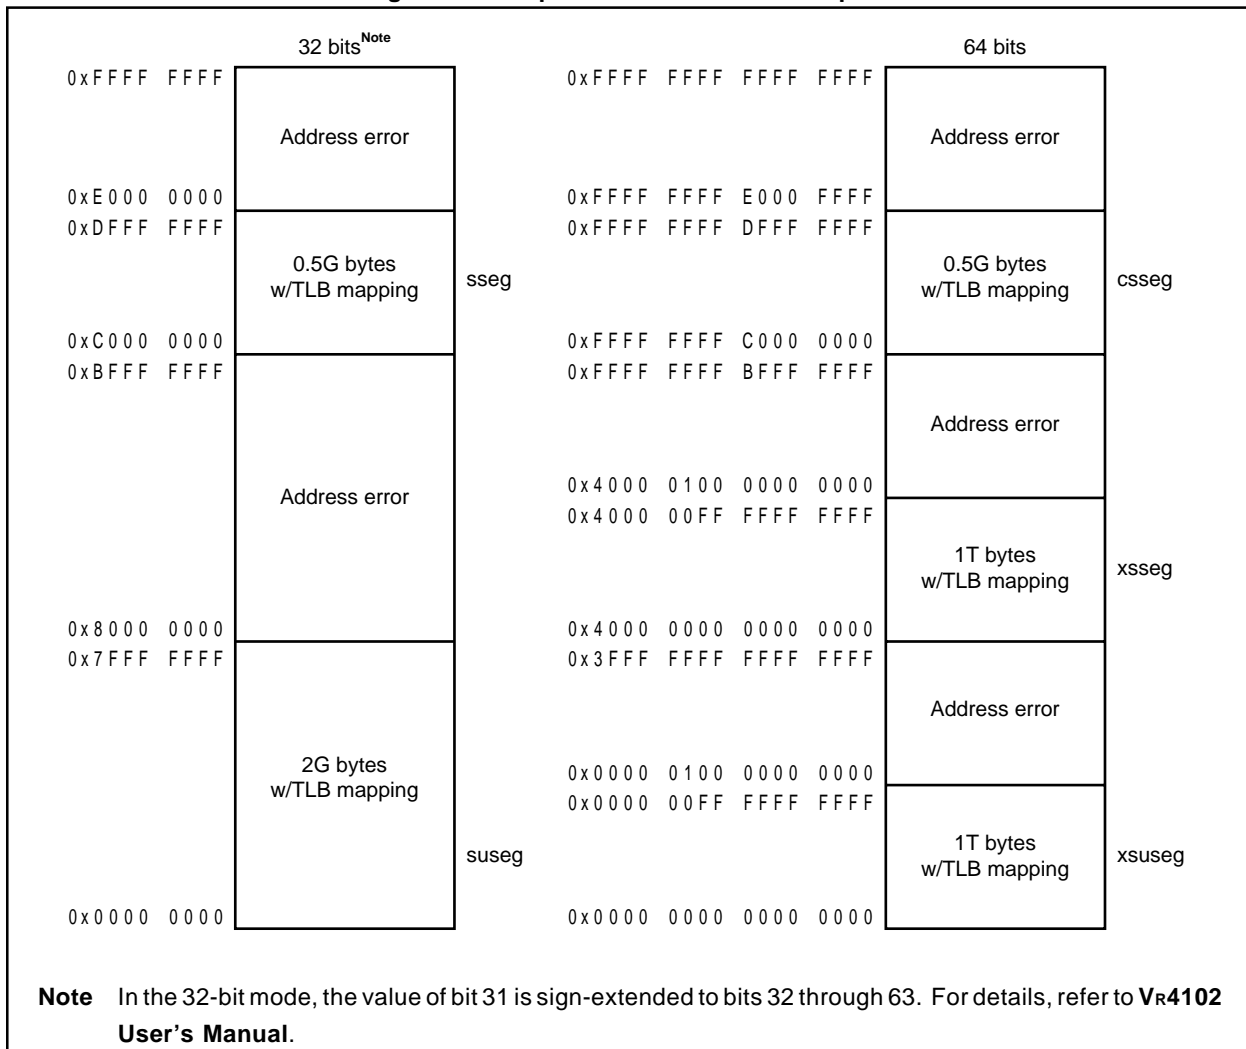 32 bits Note
0xFFFF FFFF
Address error
0xE000 0000
0xDFFF FFFF
0.5G bytes
w/TLB mapping
sseg
0xC000 0000
0xBFFF FFFF
Address error
0x8000 0000
0x7FFF FFFF
2G bytes
w/TLB mapping
suseg
0x0000 0000
64 bits
0xFFFF FFFF FFFF FFFF
Address error
0xFFFF FFFF E000 FFFF
0xFFFF FFFF DFFF FFFF
0.5G bytes
w/TLB mapping
csseg
0xFFFF FFFF C000 0000
0xFFFF FFFF BFFF FFFF
Address error
0x4000 0100 0000 0000
0x4000 00FF FFFF FFFF
1T bytes
w/TLB mapping
xsseg
0x4000 0000 0000 0000
0x3FFF FFFF FFFF FFFF
Address error
0x0000 0100 0000 0000
0x0000 00FF FFFF FFFF
1T bytes
w/TLB mapping
xsuseg
0x0000 0000 0000 0000
Note In the 32-bit mode, the value of bit 31 is sign-extended to bits 32 through 63. For details, refer to VR4102
User's Manual.